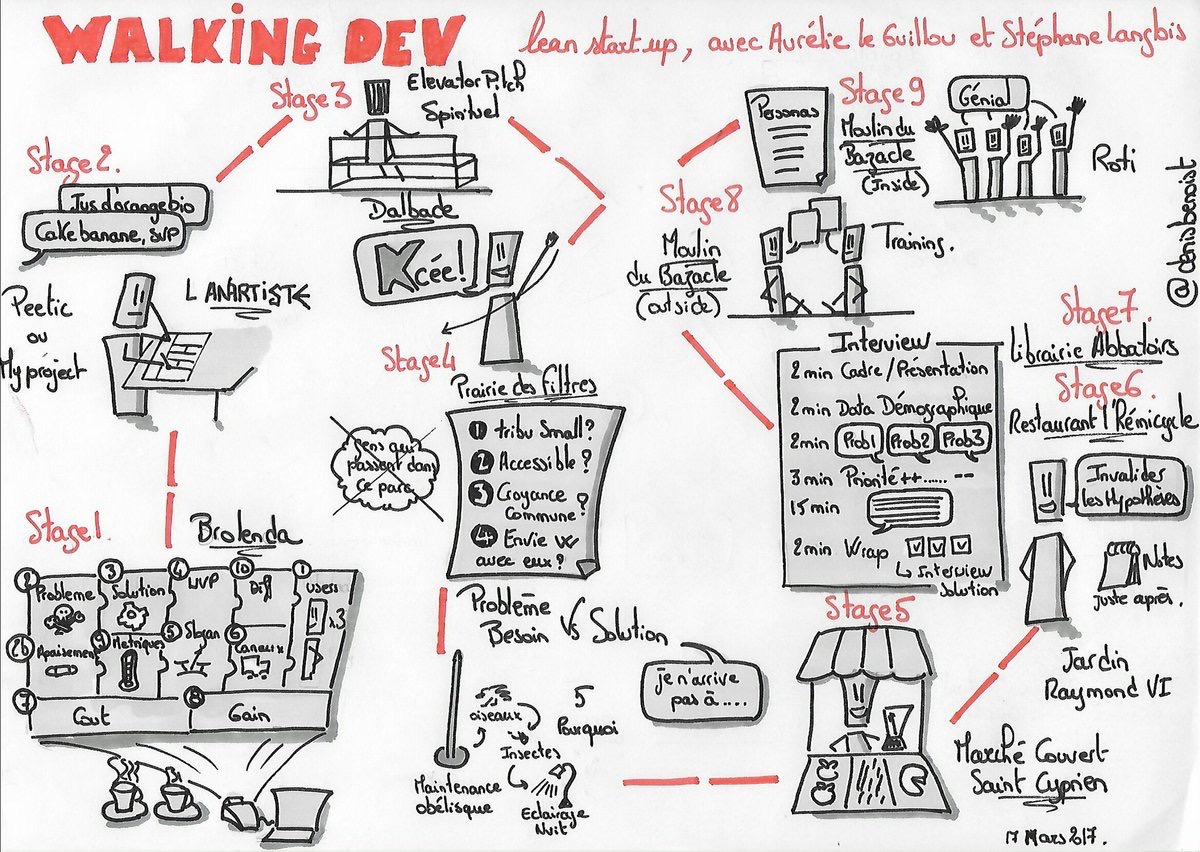 WALKING DEV
lean start up, avec Aurélie le Guillou et Stéphane Langlois
@denisbenoist
Stage 1.
Brolenda
2 Problème
3 Solution
4 UVP
10 Diff
1 users
x3
2b Apaisement
9 Métriques
5 Slogan
6 Canaux
7 Cout
8 Gain
Stage 2.
Jus d'orange bio
Cake banane, SVP
Peetic
ou
My project
L'ANARTISTE
Stage 3
Elevator Pitch
Spirituel
Dalbade
Xcée!
Stage 4
Prairie des filtres
Gens qui
passent dans
ce parc
1 tribu Small?
2 Accessible?
3 Croyance
Commune?
4 Envie
avec eux?
Problème
Besoin VS Solution
je n'arrive
pas à ....
oiseaux
Insectes
5
Pourquoi
Maintenance
obélisque
Eclairage
Nuit
Stage 5
Marché Couvert
Saint Cyprien
Stage 6.
Restaurant l'Rémicycle
Invalider
les Hypothèses
Notes
juste après.
Jardin
Raymond VI
Stage 7.
Librairie Abbatoirs
Interview
2 min Cadre/Présentation
2 min Data Démographique
2 min Prob1 Prob2 Prob3
3 min Priorité ++...... --
15 min
2 min Wrap
Interview
Solution
Stage 8
Moulin
du Bazacle
(outside)
Training.
Stage 9
Personas
Moulin du
Bazacle
(Inside)
Génial
Roti
17 Mars 2017.